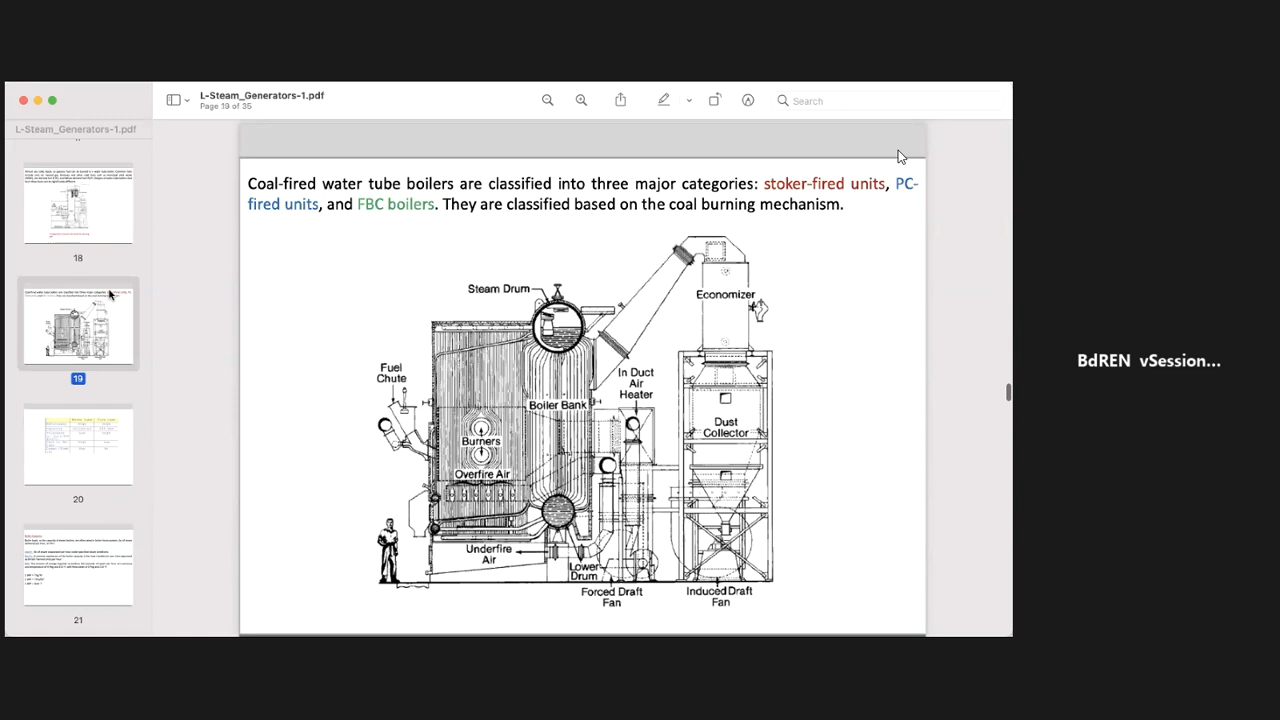 L-Steam_Generators-1.pdf
Page 19 of 35
Search
L-Steam_Generators-1.pdf
18
19
20
21
Coal-fired water tube boilers are classified into three major categories: stoker-fired units, PC-
fired units, and FBC boilers. They are classified based on the coal burning mechanism.
Steam Drum
Economizer
Fuel
Chute
In Duct
Air
Heater
Boiler Bank
Burners
Dust
Collector
Overfire Air
Underfire
Air
Lower
Drum
Forced Draft
Fan
Induced Draft
Fan
BdREN vSession...